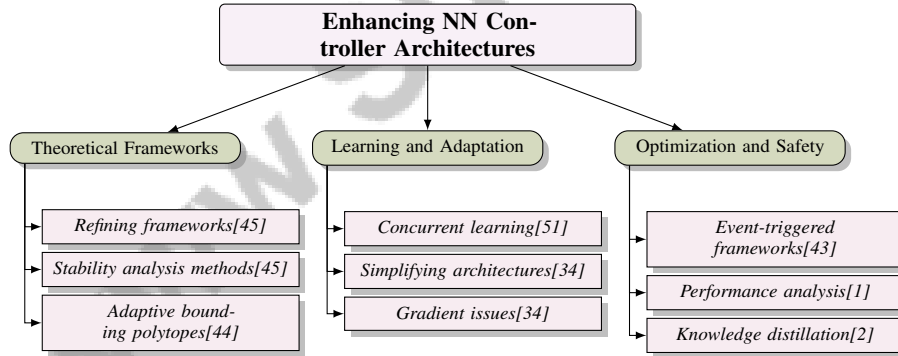 Enhancing NN Con-
troller Architectures
Theoretical Frameworks
Learning and Adaptation
Optimization and Safety
Refining frameworks[45]
Stability analysis methods[45]
Adaptive bound-
ing polytopes[44]
Concurrent learning[51]
Simplifying architectures[34]
Gradient issues[34]
Event-triggered
frameworks[43]
Performance analysis[1]
Knowledge distillation[2]